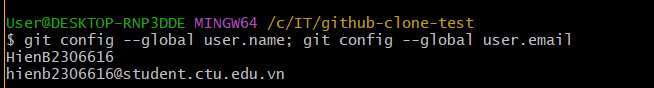 User@DESKTOP-RNP3DDE MINGW64 /c/IT/github-clone-test
$ git config --global user.name; git config --global user.email
HienB2306616
hienb2306616@student.ctu.edu.vn